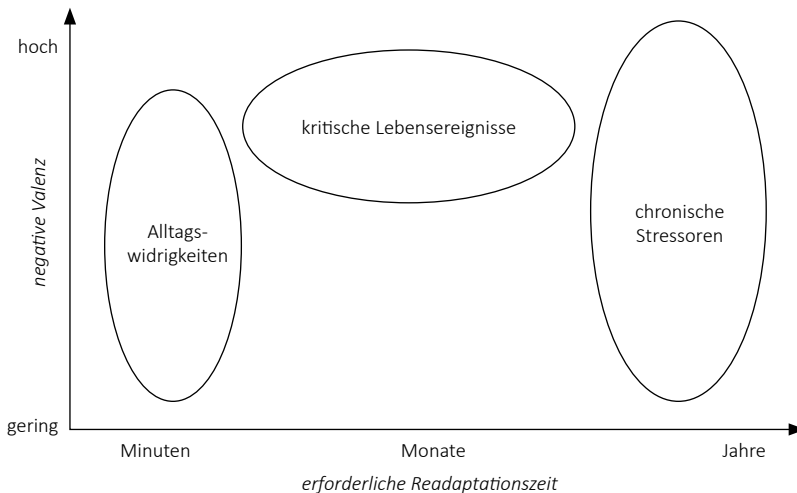 hoch
kritische Lebensereignisse
negative Valenz
Alltags-
widrigkeiten
chronische
Stressoren
gering
Minuten
Monate
Jahre
erforderliche Readaptationszeit